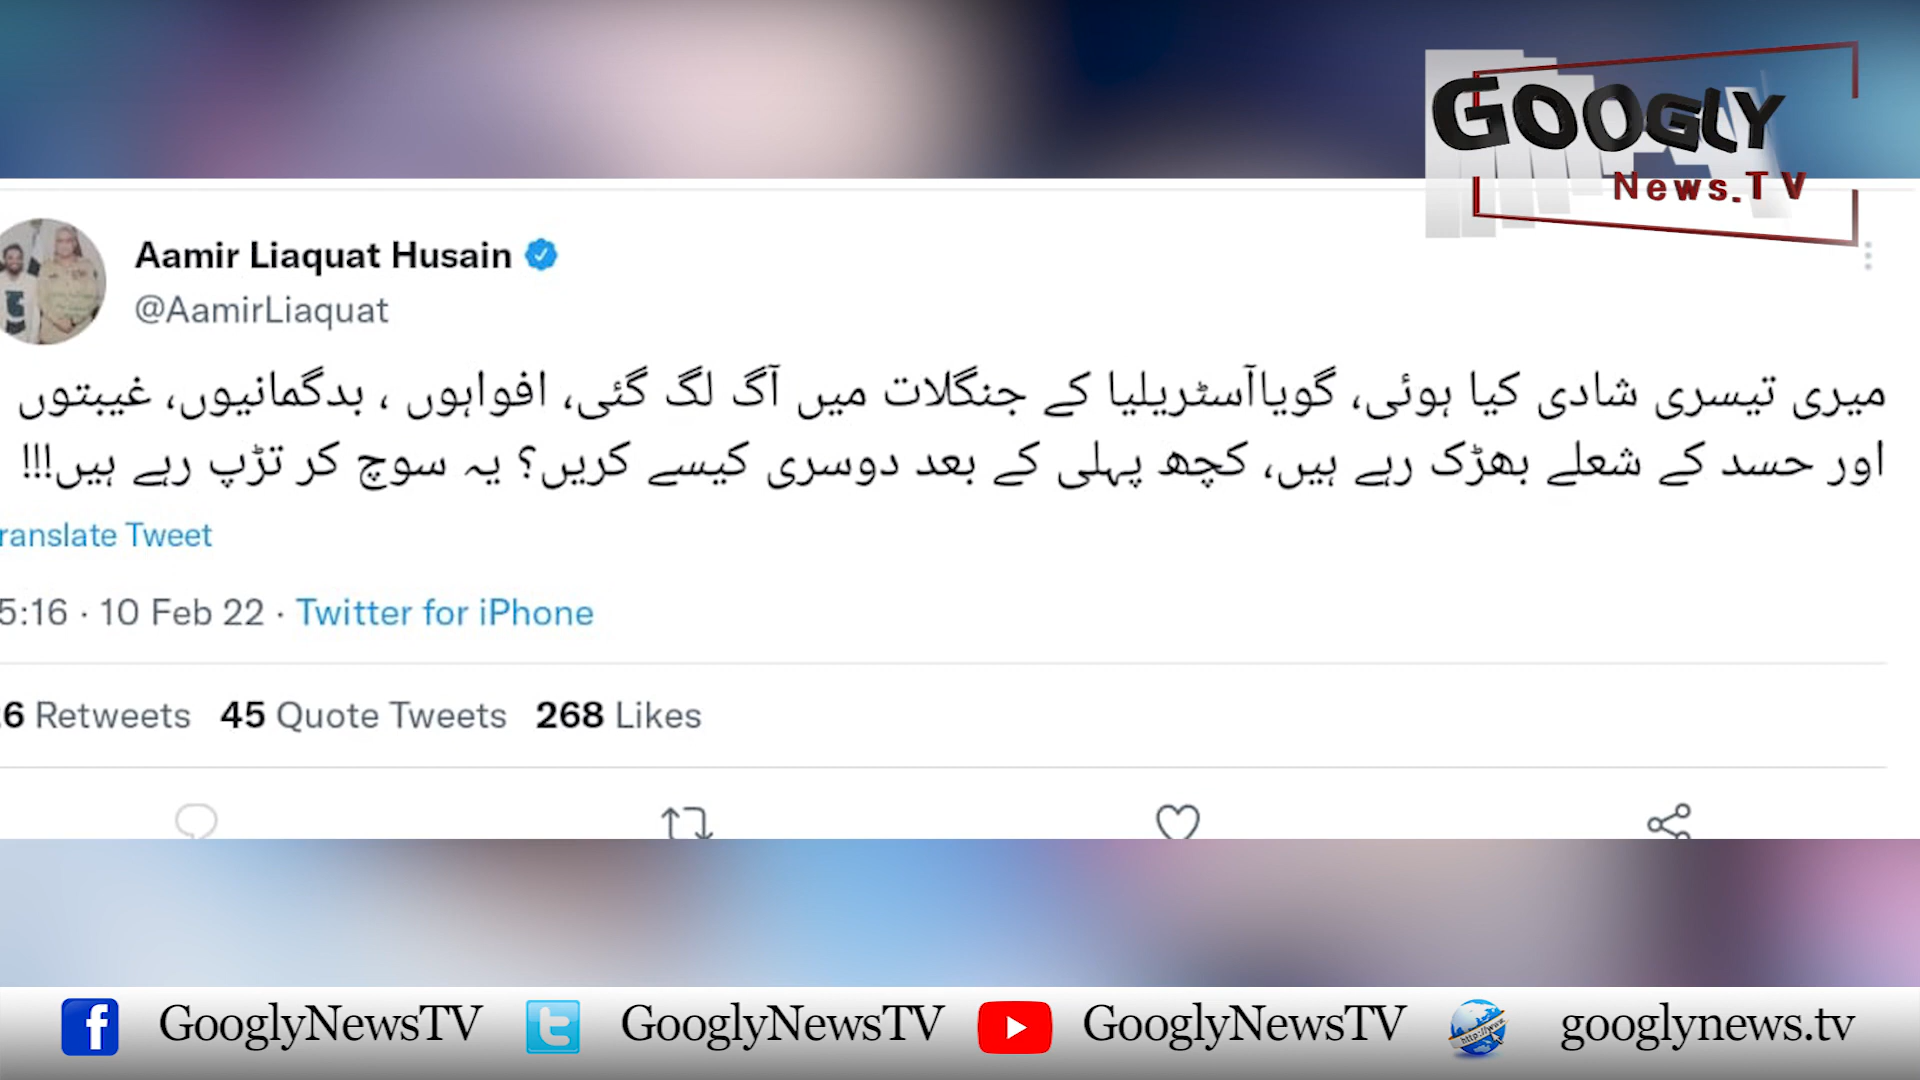 GOOGLY
News.TV
Aamir Liaquat Husain
@AamirLiaquat
میری تیسری شادی کیا ہوئی، گویاآسٹریلیا کے جنگلات میں آگ لگ گئی، افواہوں ، بدگمانیوں، غیبتوں
اور حسد کے شعلے بھڑک رہے ہیں، کچھ پہلی کے بعد دوسری کیسے کریں؟ یہ سوچ کر تڑپ رہے ہیں!!!
ranslate Tweet
5:16 · 10 Feb 22 · Twitter for iPhone
6 Retweets 45 Quote Tweets 268 Likes
GooglyNewsTV GooglyNewsTV GooglyNewsTV googlynews.tv